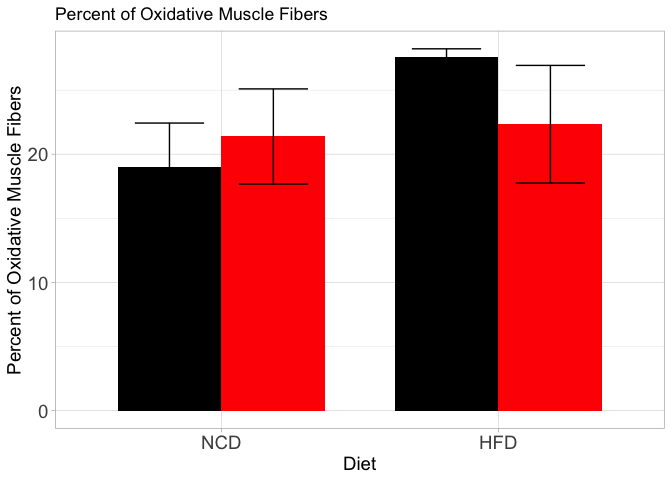 Percent of Oxidative Muscle Fibers
Percent of Oxidative Muscle Fibers
20
10
0
NCD HFD
Diet